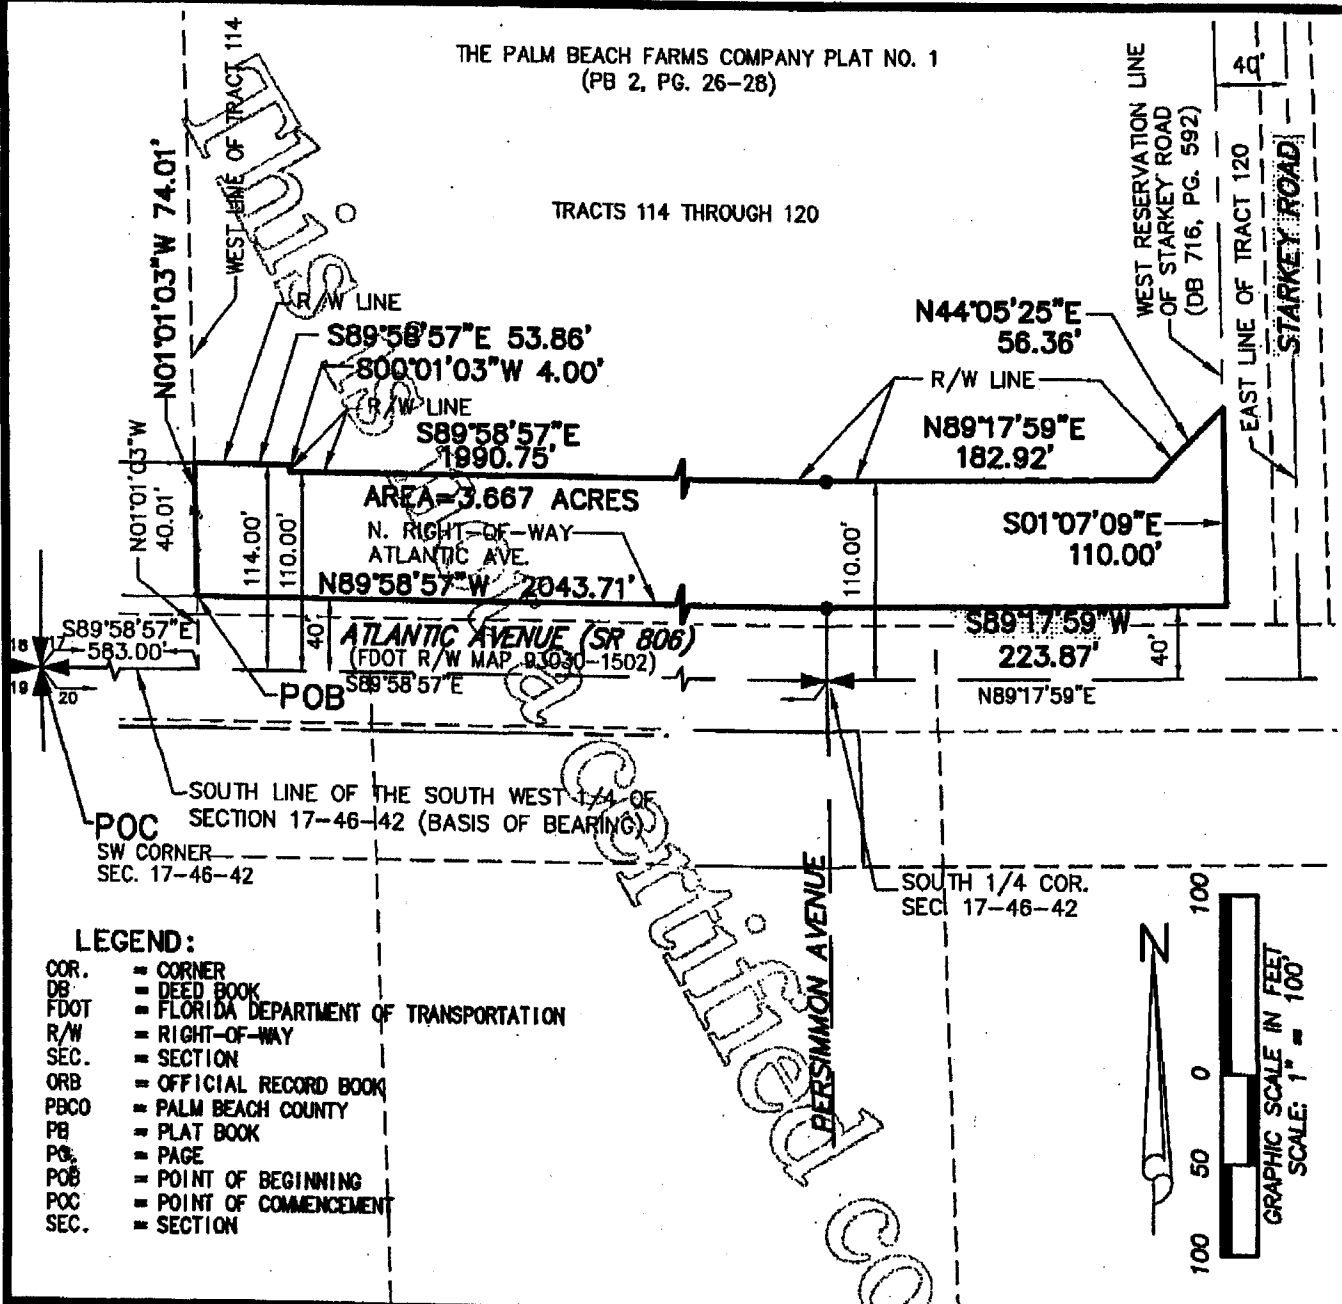 THE PALM BEACH FARMS COMPANY PLAT NO. 1
(PB 2, PG. 26-28)
TRACTS 114 THROUGH 120
WEST LINE OF TRACT 114
N01°01'03"W 74.01'
R/W LINE
S89°58'57"E 53.86'
S00°01'03"W 4.00'
R/W LINE
S89°58'57"E
1990.75'
AREA=3.667 ACRES
N. RIGHT-OF-WAY
ATLANTIC AVE.
N89°58'57"W 2043.71'
N01°01'03"W
40.01'
114.00'
110.00'
40'
ATLANTIC AVENUE (SR 806)
(FDOT R/W MAP 93030-1502)
S89°58'57"E
S89°58'57"E
583.00'
18
17
19
20
POB
N44°05'25"E
56.36'
R/W LINE
N89°17'59"E
182.92'
110.00'
S01°07'09"E
110.00'
S89°17'59"W
223.87'
40'
N89°17'59"E
WEST RESERVATION LINE
OF STARKEY ROAD
(DB 716, PG. 592)
40'
EAST LINE OF TRACT 120
STARKEY ROAD
SOUTH LINE OF THE SOUTH WEST 1/4 OF
SECTION 17-46-42 (BASIS OF BEARING)
POC
SW CORNER
SEC. 17-46-42
PERSIMMON AVENUE
SOUTH 1/4 COR.
SEC 17-46-42
LEGEND:
COR. = CORNER
DB = DEED BOOK
FDOT = FLORIDA DEPARTMENT OF TRANSPORTATION
R/W = RIGHT-OF-WAY
SEC. = SECTION
ORB = OFFICIAL RECORD BOOK
PBCO = PALM BEACH COUNTY
PB = PLAT BOOK
PG. = PAGE
POB = POINT OF BEGINNING
POC = POINT OF COMMENCEMENT
SEC. = SECTION
N
100
0
50
100
GRAPHIC SCALE IN FEET
SCALE: 1" = 100'
This is not a certified co